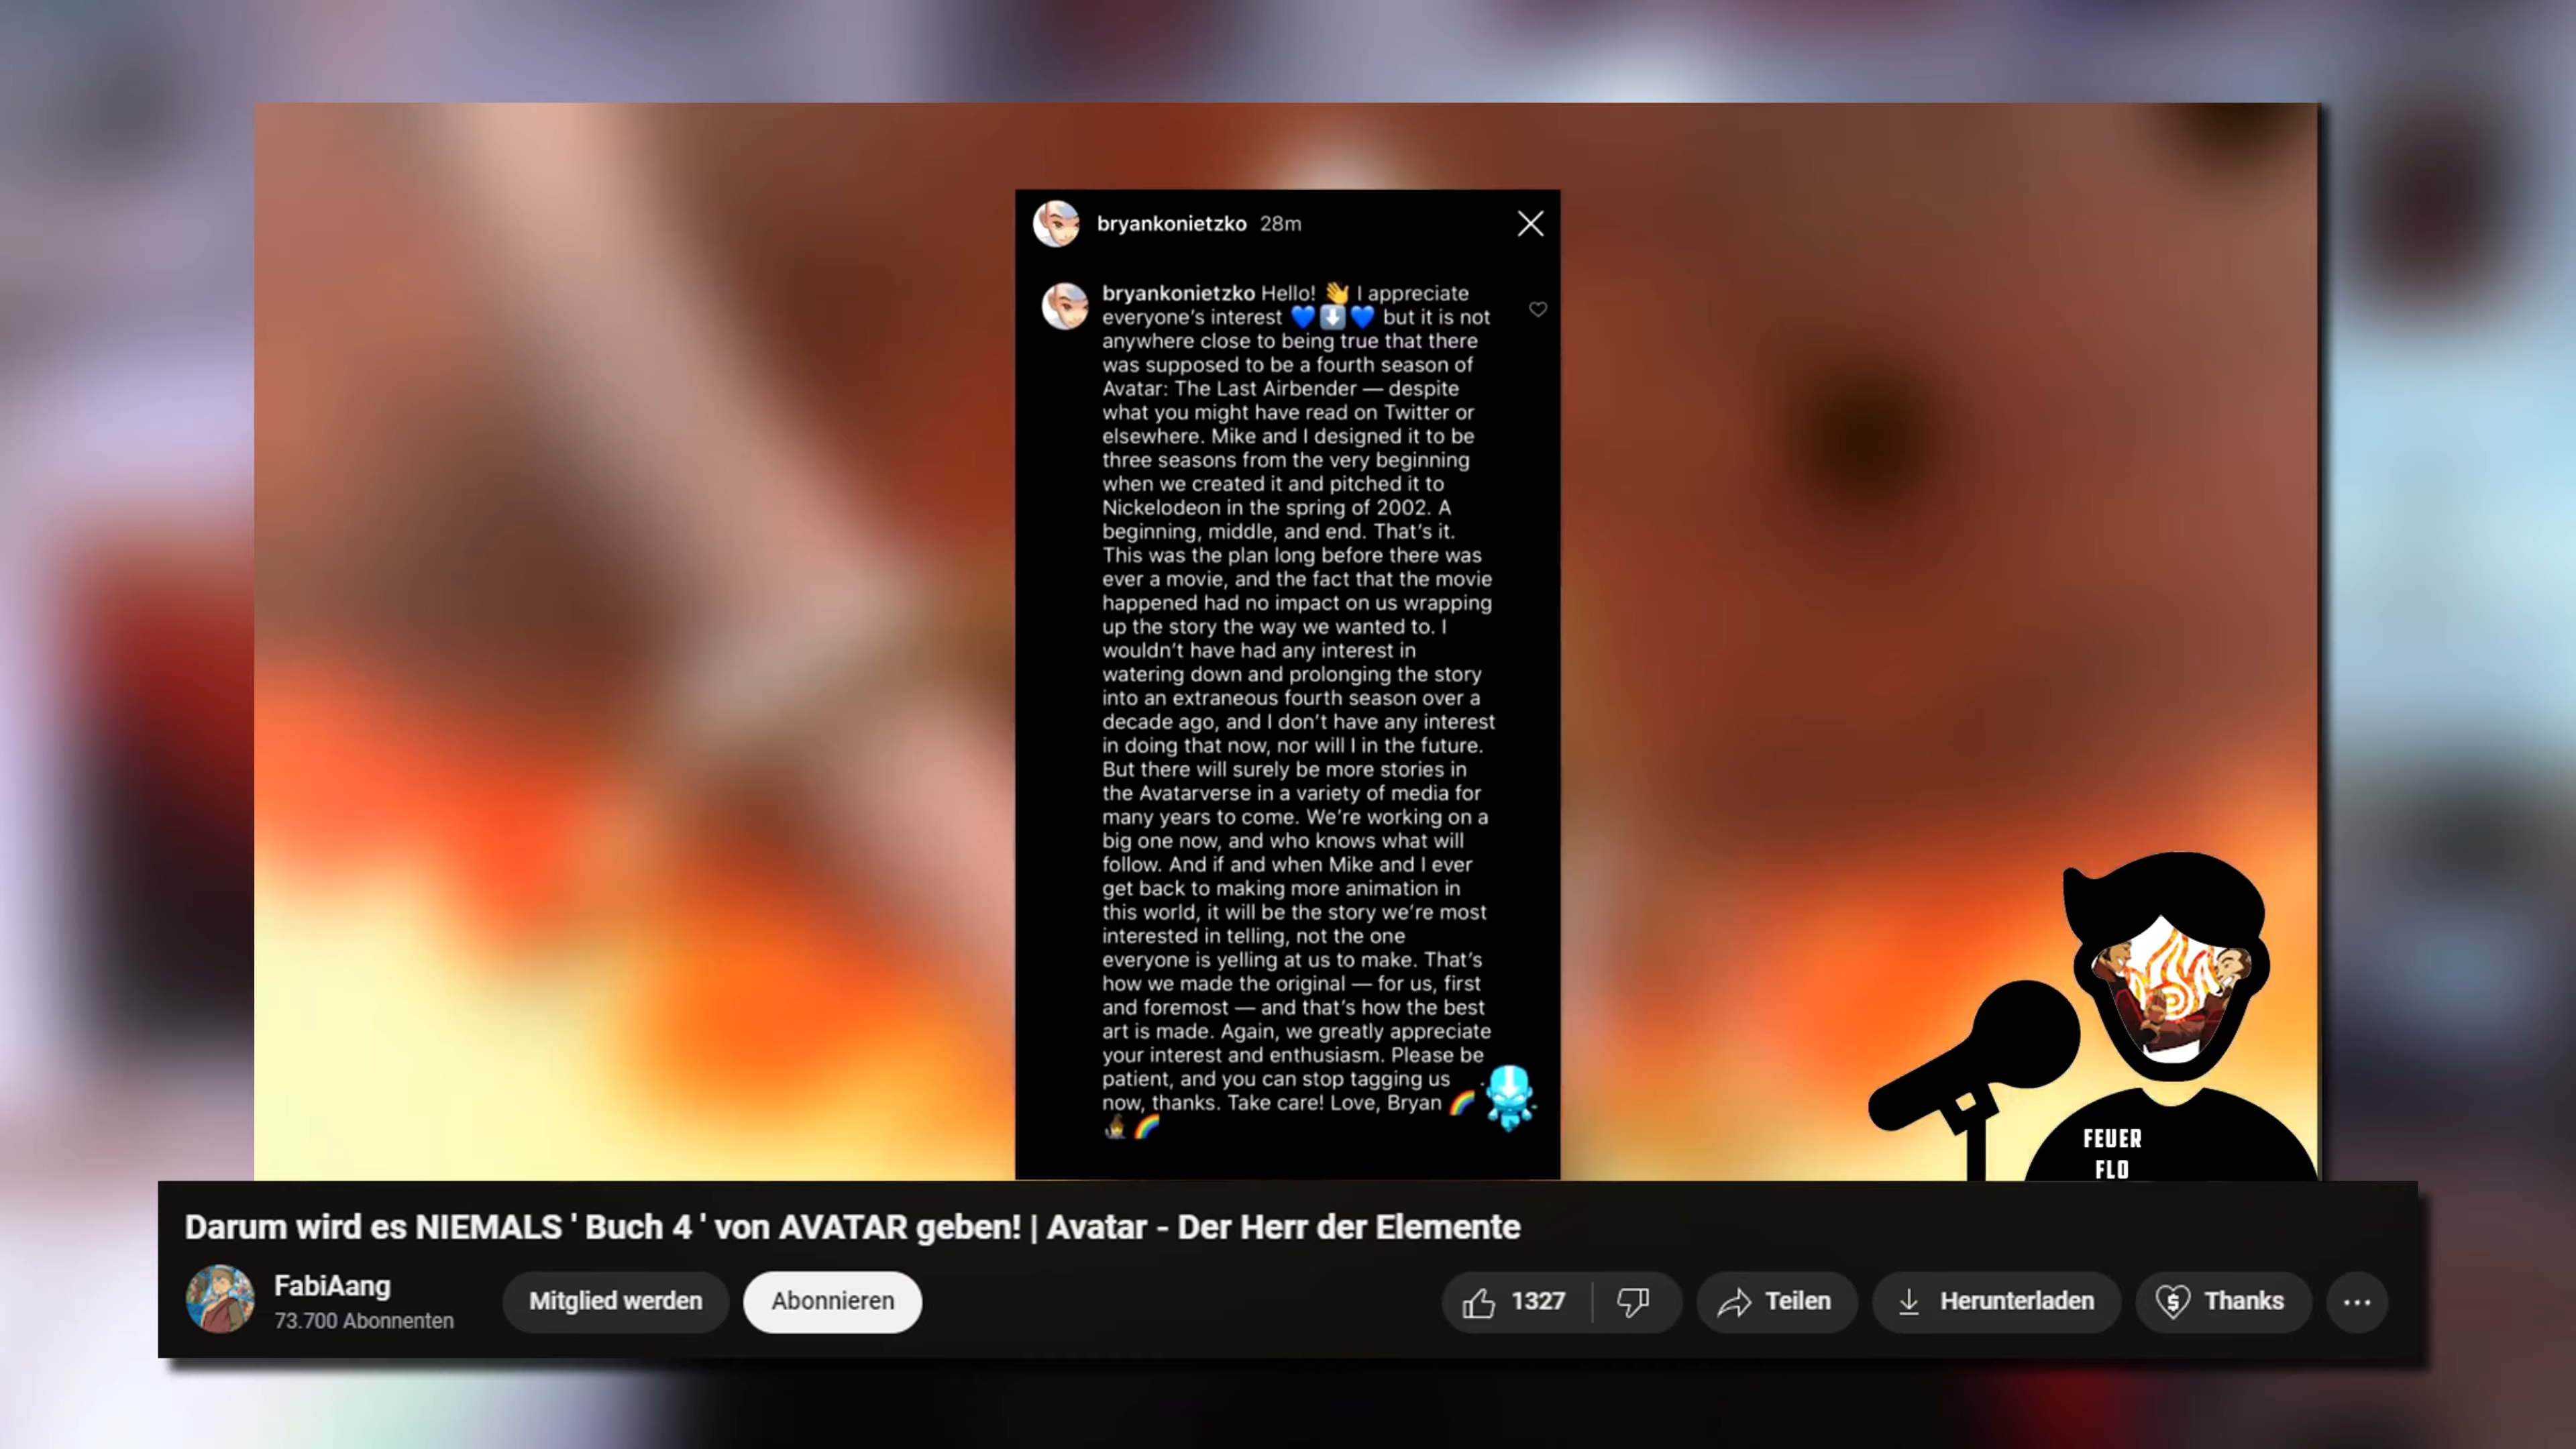 bryankonietzko 28m
bryankonietzko Hello! 👋 I appreciate
everyone's interest 💙⬇️💙 but it is not
anywhere close to being true that there
was supposed to be a fourth season of
Avatar: The Last Airbender — despite
what you might have read on Twitter or
elsewhere. Mike and I designed it to be
three seasons from the very beginning
when we created it and pitched it to
Nickelodeon in the spring of 2002. A
beginning, middle, and end. That's it.
This was the plan long before there was
ever a movie, and the fact that the movie
happened had no impact on us wrapping
up the story the way we wanted to. I
wouldn't have had any interest in
watering down and prolonging the story
into an extraneous fourth season over a
decade ago, and I don't have any interest
in doing that now, nor will I in the future.
But there will surely be more stories in
the Avatarverse in a variety of media for
many years to come. We're working on a
big one now, and who knows what will
follow. And if and when Mike and I ever
get back to making more animation in
this world, it will be the story we're most
interested in telling, not the one
everyone is yelling at us to make. That's
how we made the original — for us, first
and foremost — and that's how the best
art is made. Again, we greatly appreciate
your interest and enthusiasm. Please be
patient, and you can stop tagging us
now, thanks. Take care! Love, Bryan 🌈
FEUER
FLO
Darum wird es NIEMALS ' Buch 4 ' von AVATAR geben! | Avatar - Der Herr der Elemente
FabiAang
73.700 Abonnenten
Mitglied werden
Abonnieren
1327
Teilen
Herunterladen
Thanks